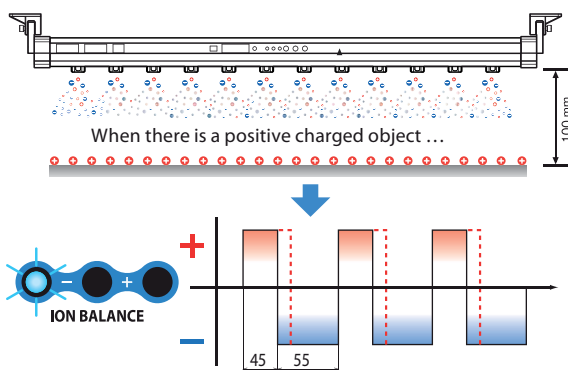 100 mm
When there is a positive charged object …
+
− +
ION BALANCE
−
45 55